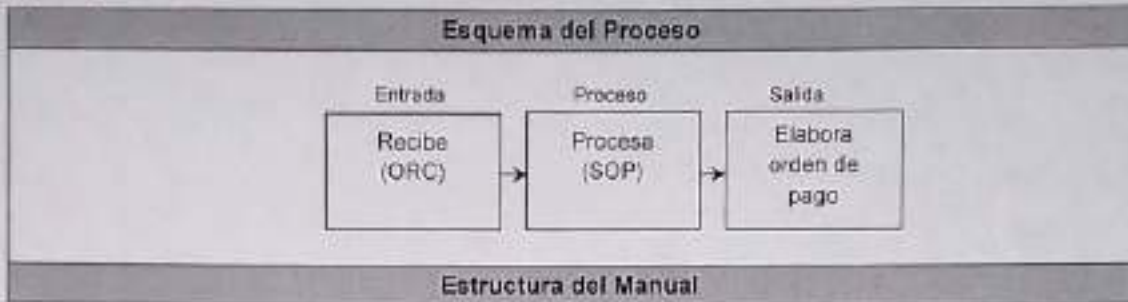 Esquema del Proceso
Entrada
Recibe
(ORC)
Proceso
Procesa
(SOP)
Salida
Elabora
orden de
pago
Estructura del Manual